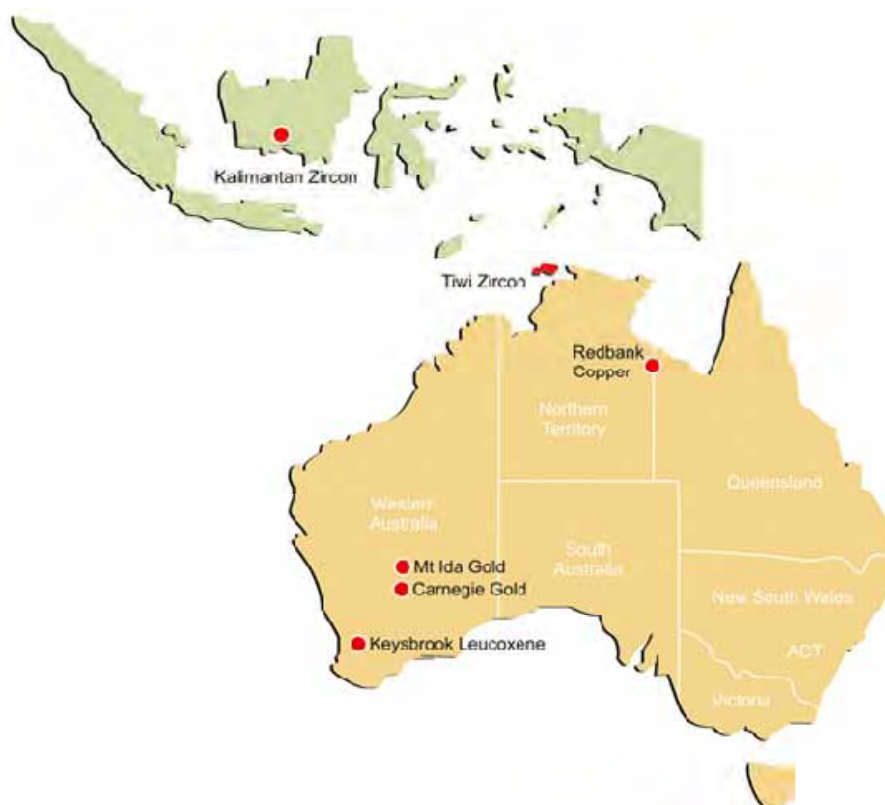 Kalimantan Zircon
Tiwi Zircon
Redbank
Copper
Northern
Territory
Queensland
Western
Australia
South
Australia
Mt Ida Gold
Carnegie Gold
New South Wales
Keysbrook Leucoxene
ACT
Victoria